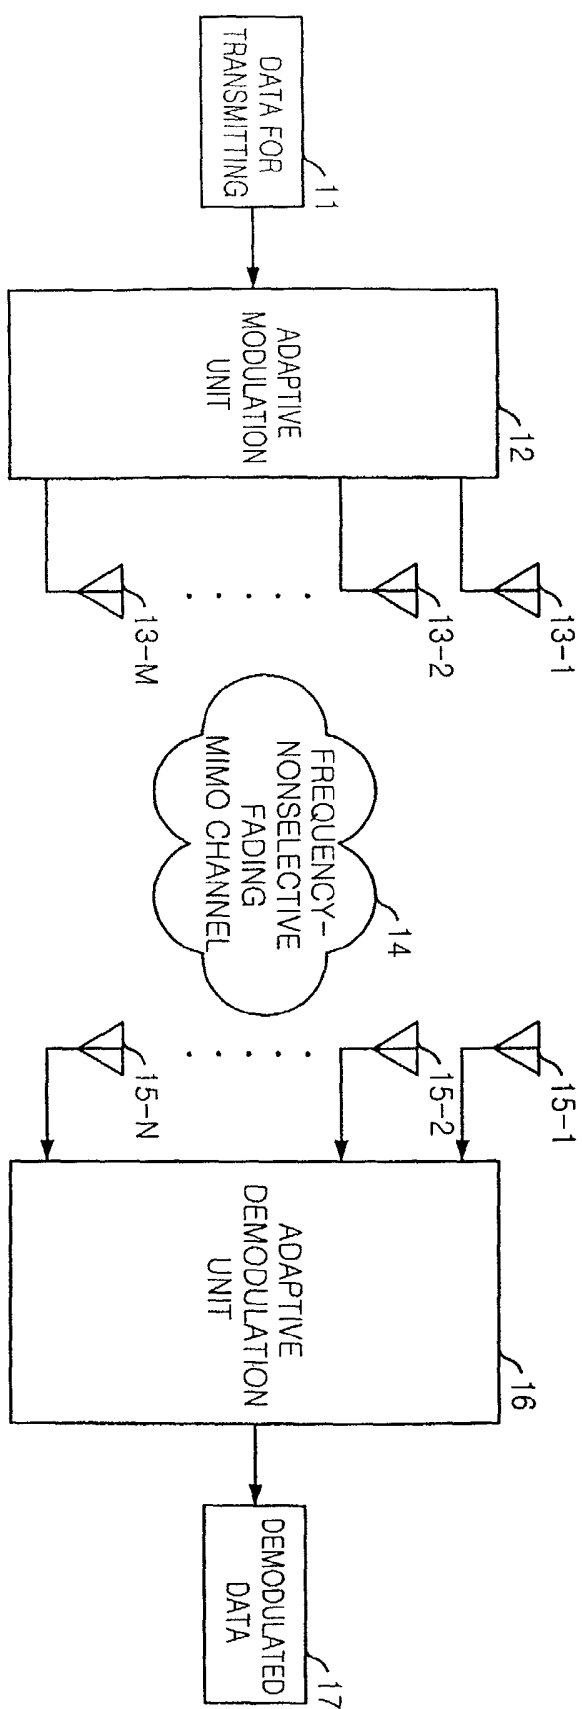 DATA FOR
TRANSMITTING
11
ADAPTIVE
MODULATION
UNIT
12
13-1
13-2
. . . . .
13-M
FREQUENCY-
NONSELECTIVE
FADING
MIMO CHANNEL
14
15-1
15-2
. . . . .
15-N
ADAPTIVE
DEMODULATION
UNIT
16
DEMODULATED
DATA
17